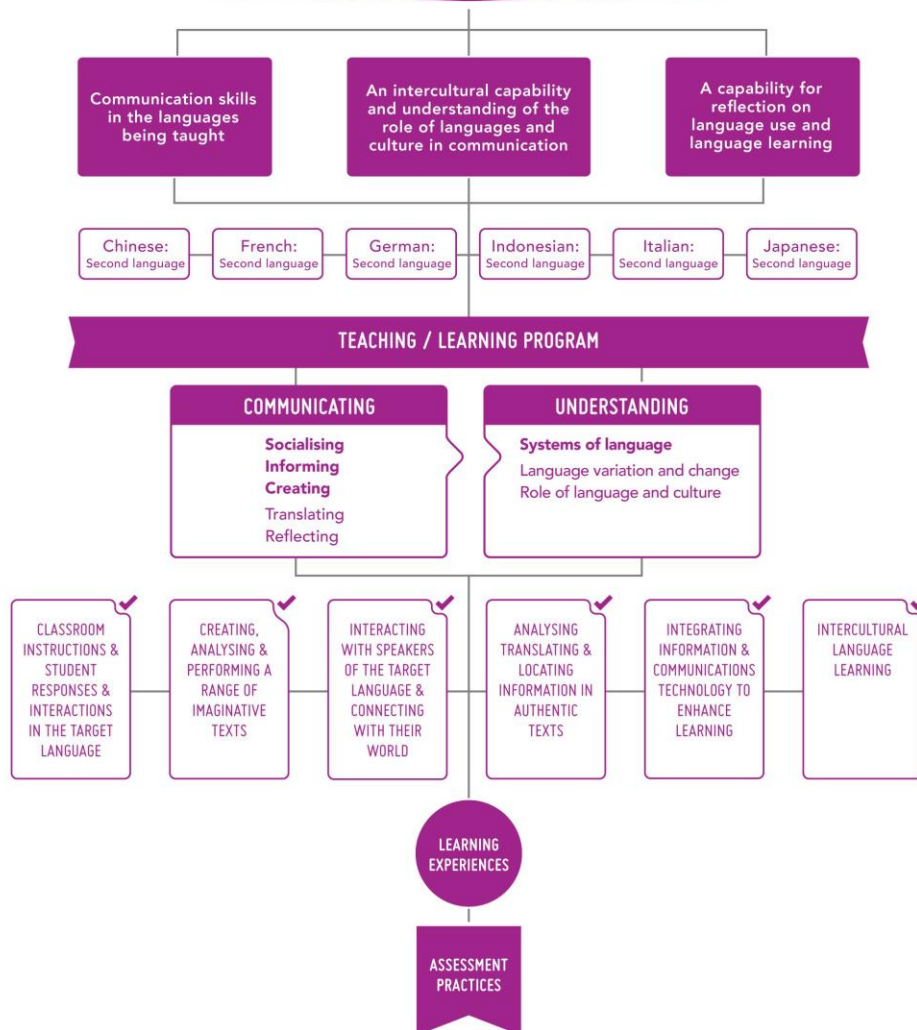 Communication skills
in the languages
being taught
An intercultural capability
and understanding of the
role of languages and
culture in communication
A capability for
reflection on
language use and
language learning
Chinese:
Second language
French:
Second language
German:
Second language
Indonesian:
Second language
Italian:
Second language
Japanese:
Second language
TEACHING / LEARNING PROGRAM
COMMUNICATING
Socialising
Informing
Creating
Translating
Reflecting
UNDERSTANDING
Systems of language
Language variation and change
Role of language and culture
CLASSROOM
INSTRUCTIONS &
STUDENT
RESPONSES &
INTERACTIONS
IN THE TARGET
LANGUAGE
CREATING,
ANALYSING &
PERFORMING A
RANGE OF
IMAGINATIVE
TEXTS
INTERACTING
WITH SPEAKERS
OF THE TARGET
LANGUAGE &
CONNECTING
WITH THEIR
WORLD
ANALYSING
TRANSLATING &
LOCATING
INFORMATION IN
AUTHENTIC
TEXTS
INTEGRATING
INFORMATION &
COMMUNICATIONS
TECHNOLOGY TO
ENHANCE
LEARNING
INTERCULTURAL
LANGUAGE
LEARNING
LEARNING
EXPERIENCES
ASSESSMENT
PRACTICES